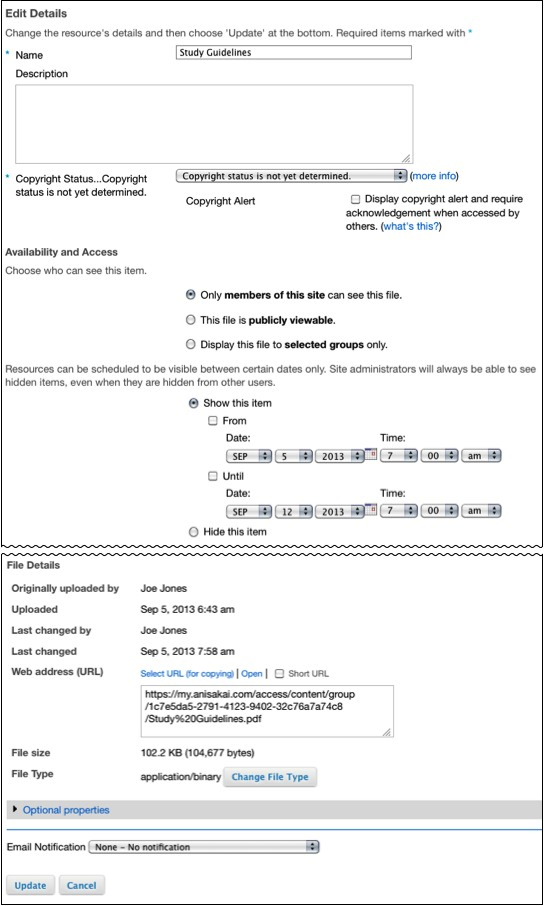 Edit Details
Change the resource's details and then choose 'Update' at the bottom. Required items marked with *
* Name
Study Guidelines
Description
* Copyright Status...Copyright
status is not yet determined.
Copyright status is not yet determined.
(more info)
Copyright Alert
Display copyright alert and require
acknowledgement when accessed by
others. (what's this?)
Availability and Access
Choose who can see this item.
Only members of this site can see this file.
This file is publicly viewable.
Display this file to selected groups only.
Resources can be scheduled to be visible between certain dates only. Site administrators will always be able to see
hidden items, even when they are hidden from other users.
Show this item
From
Date: Time:
SEP 5 2013 7 00 am
Until
Date: Time:
SEP 12 2013 7 00 am
Hide this item
File Details
Originally uploaded by Joe Jones
Uploaded Sep 5, 2013 6:43 am
Last changed by Joe Jones
Last changed Sep 5, 2013 7:58 am
Web address (URL) Select URL (for copying) | Open | Short URL
https://my.anisakai.com/access/content/group
/1c7e5da5-2791-4123-9402-32c76a7a74c8
/Study%20Guidelines.pdf
File size 102.2 KB (104,677 bytes)
File Type application/binary Change File Type
Optional properties
Email Notification None - No notification
Update Cancel